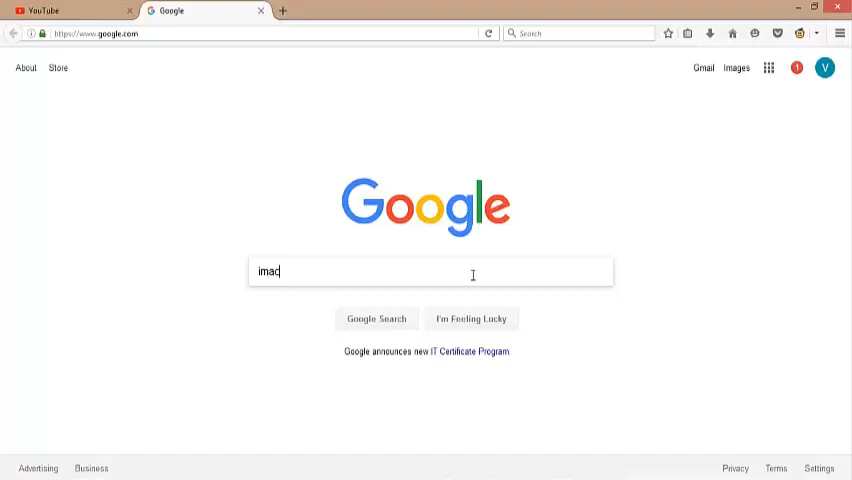 YouTube
Google
https://www.google.com
Search
About Store
Gmail Images 1 V
Google
imac
Google Search I'm Feeling Lucky
Google announces new IT Certificate Program
Advertising Business
Privacy Terms Settings